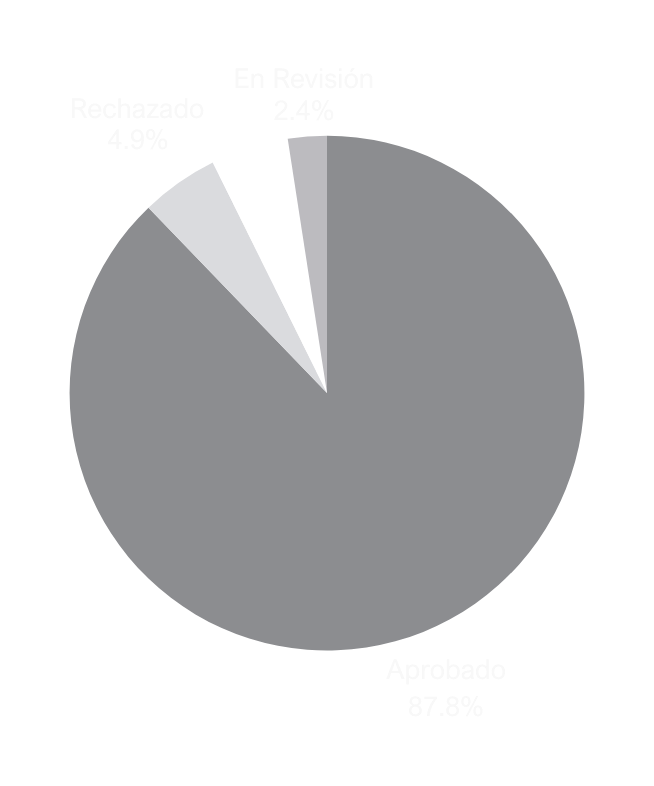 En Revisión
2.4%
Rechazado
4.9%
Aprobado
87.8%